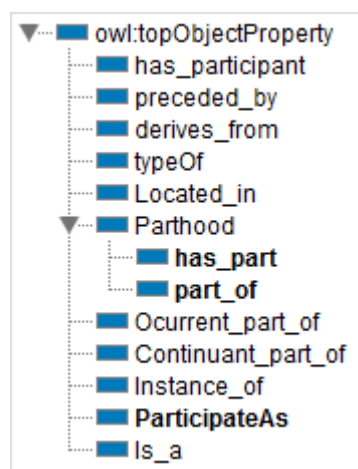 owl:topObjectProperty
has_participant
preceded_by
derives_from
typeOf
Located_in
Parthood
has_part
part_of
Ocurrent_part_of
Continuant_part_of
Instance_of
ParticipateAs
Is_a